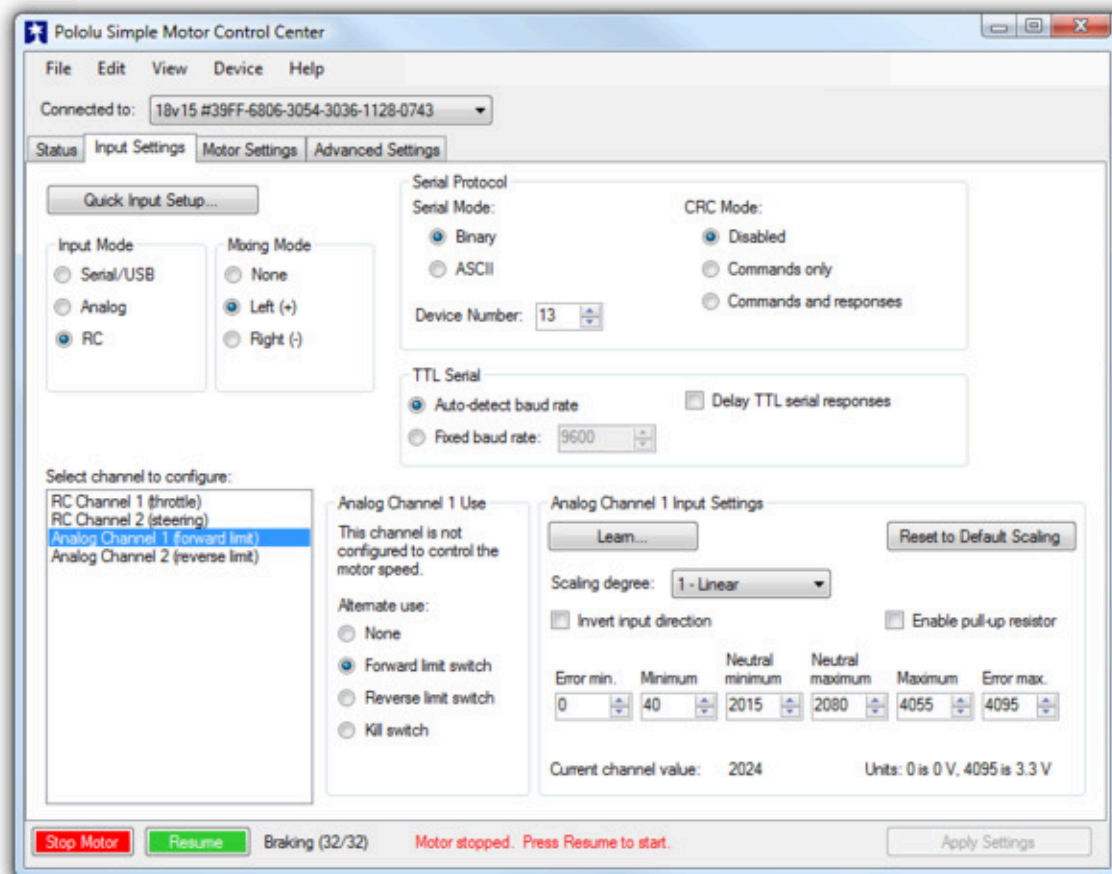 Pololu Simple Motor Control Center
File Edit View Device Help
Connected to: 18v15 #39FF-6806-3054-3036-1128-0743
Status Input Settings Motor Settings Advanced Settings
Quick Input Setup...
Input Mode
Serial/USB
Analog
RC
Mixing Mode
None
Left (+)
Right (-)
Serial Protocol
Serial Mode:
Binary
ASCII
Device Number: 13
CRC Mode:
Disabled
Commands only
Commands and responses
TTL Serial
Auto-detect baud rate
Fixed baud rate: 9600
Delay TTL serial responses
Select channel to configure:
RC Channel 1 (throttle)
RC Channel 2 (steering)
Analog Channel 1 (forward limit)
Analog Channel 2 (reverse limit)
Analog Channel 1 Use
This channel is not
configured to control the
motor speed.
Alternate use:
None
Forward limit switch
Reverse limit switch
Kill switch
Analog Channel 1 Input Settings
Learn... Reset to Default Scaling
Scaling degree: 1 - Linear
Invert input direction Enable pull-up resistor
Error min. Minimum Neutral minimum Neutral maximum Maximum Error max.
0 40 2015 2080 4055 4095
Current channel value: 2024 Units: 0 is 0 V, 4095 is 3.3 V
Stop Motor Resume Braking (32/32) Motor stopped. Press Resume to start. Apply Settings